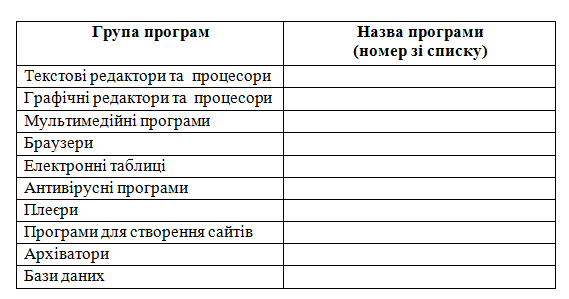 Група програм
Назва програми
(номер зі списку)
Текстові редактори та процесори
Графічні редактори та процесори
Мультимедійні програми
Браузери
Електронні таблиці
Антивірусні програми
Плеєри
Програми для створення сайтів
Архіватори
Бази даних